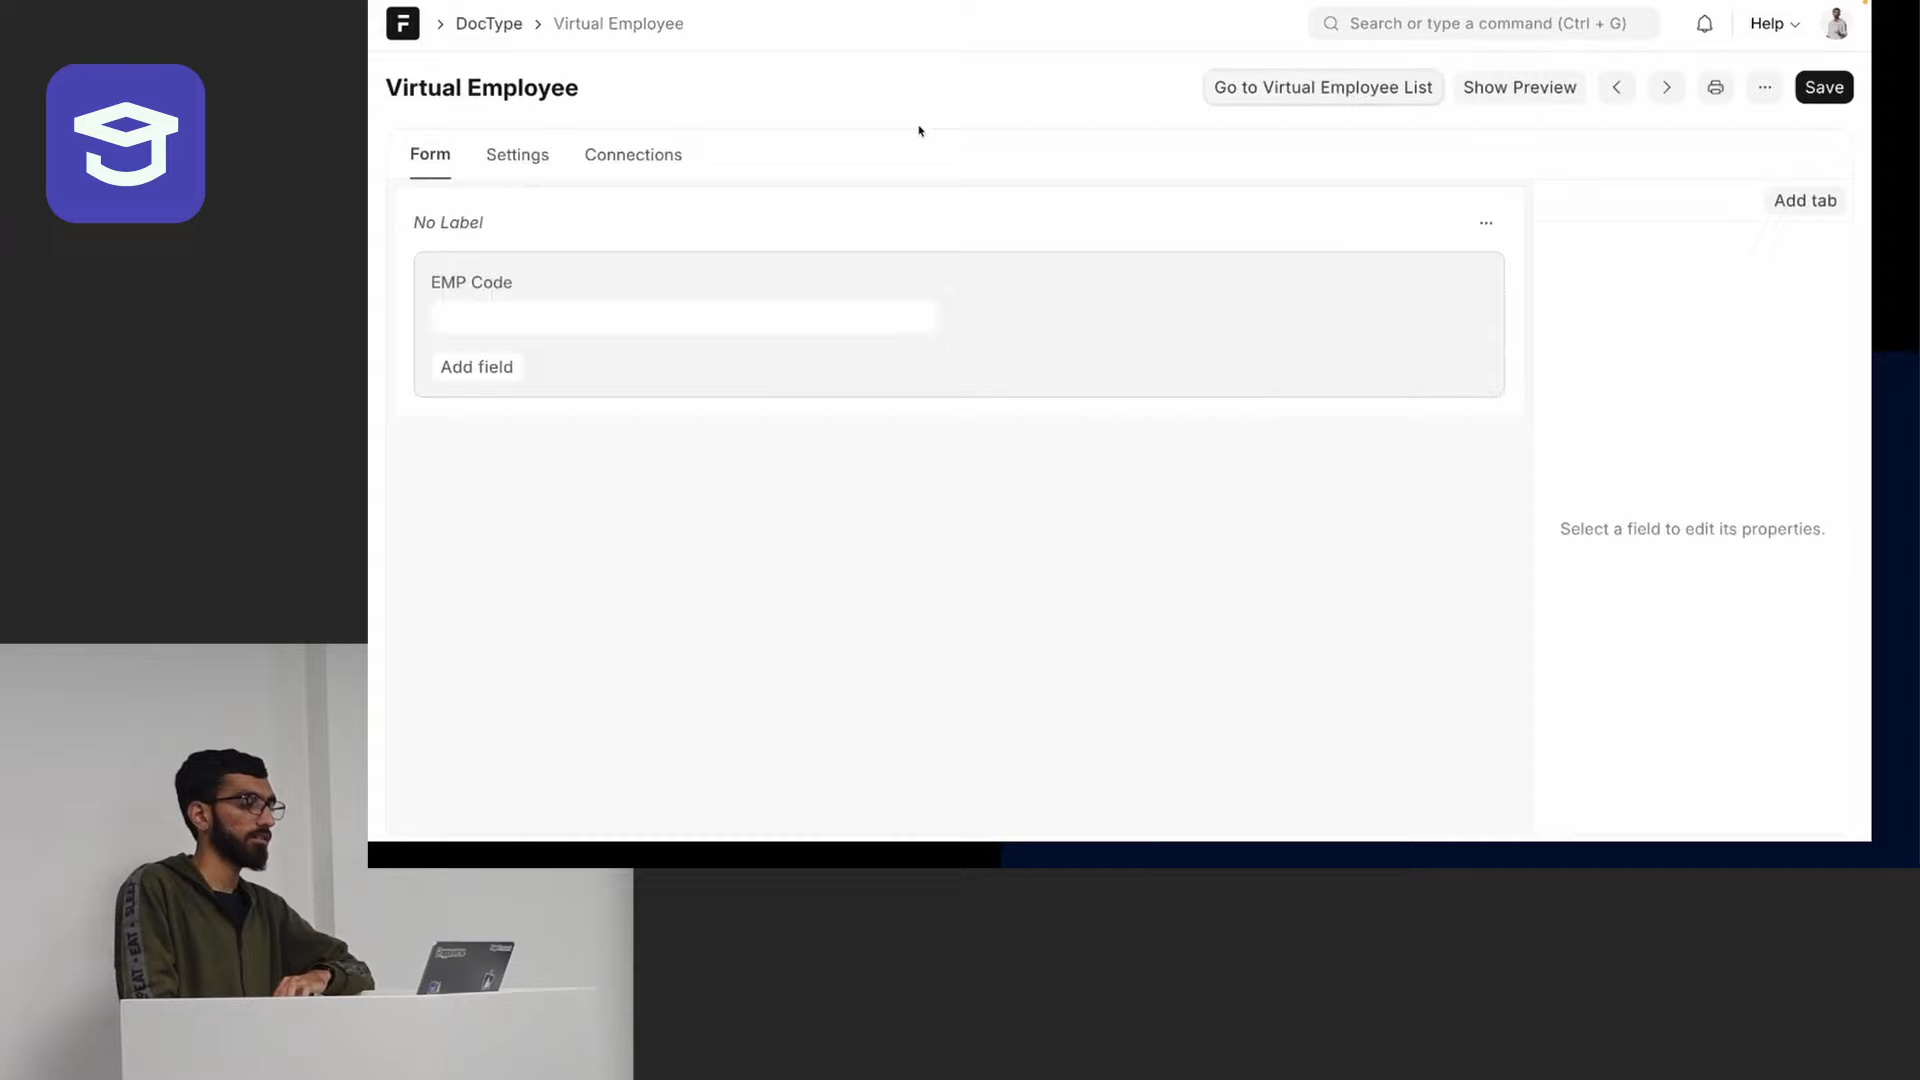 DocType
Virtual Employee
Search or type a command (Ctrl + G)
Help
Virtual Employee
Go to Virtual Employee List
Show Preview
Save
Form
Settings
Connections
Add tab
No Label
EMP Code
Add field
Select a field to edit its properties.